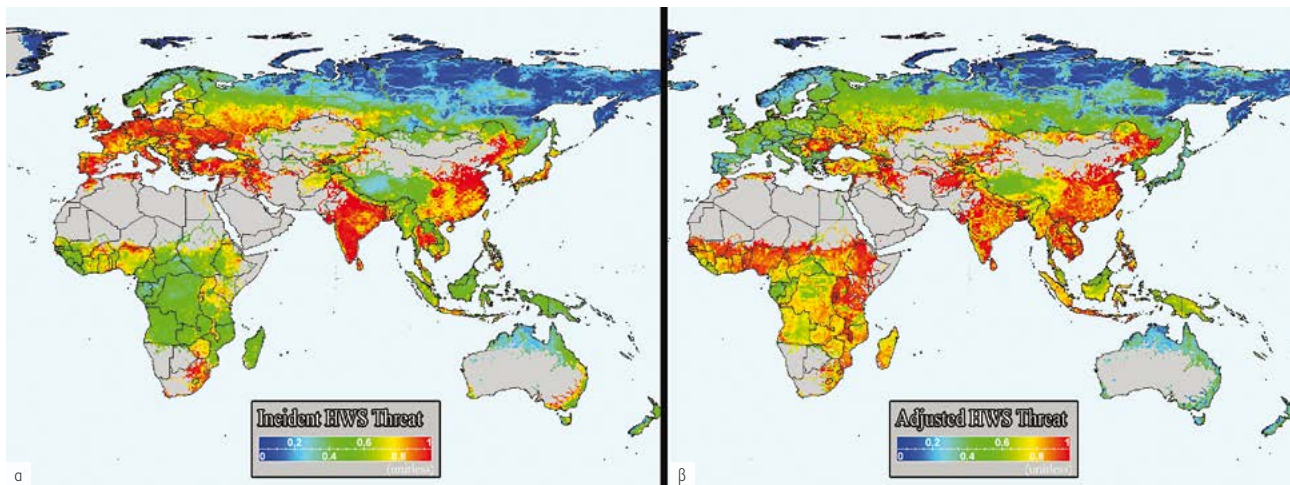 Incident HWS Threat
0.2 0.6 1
0 0.4 0.8
(unitless)
α
Adjusted HWS Threat
0.2 0.6 1
0 0.4 0.8
(unitless)
β